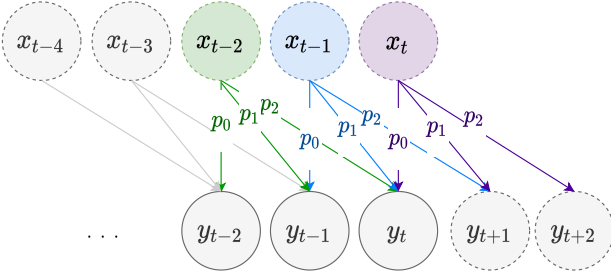 x_{t-4} x_{t-3} x_{t-2} x_{t-1} x_t
p_0 p_1 p_2 p_0 p_1 p_2 p_0 p_1 p_2
... y_{t-2} y_{t-1} y_t y_{t+1} y_{t+2}